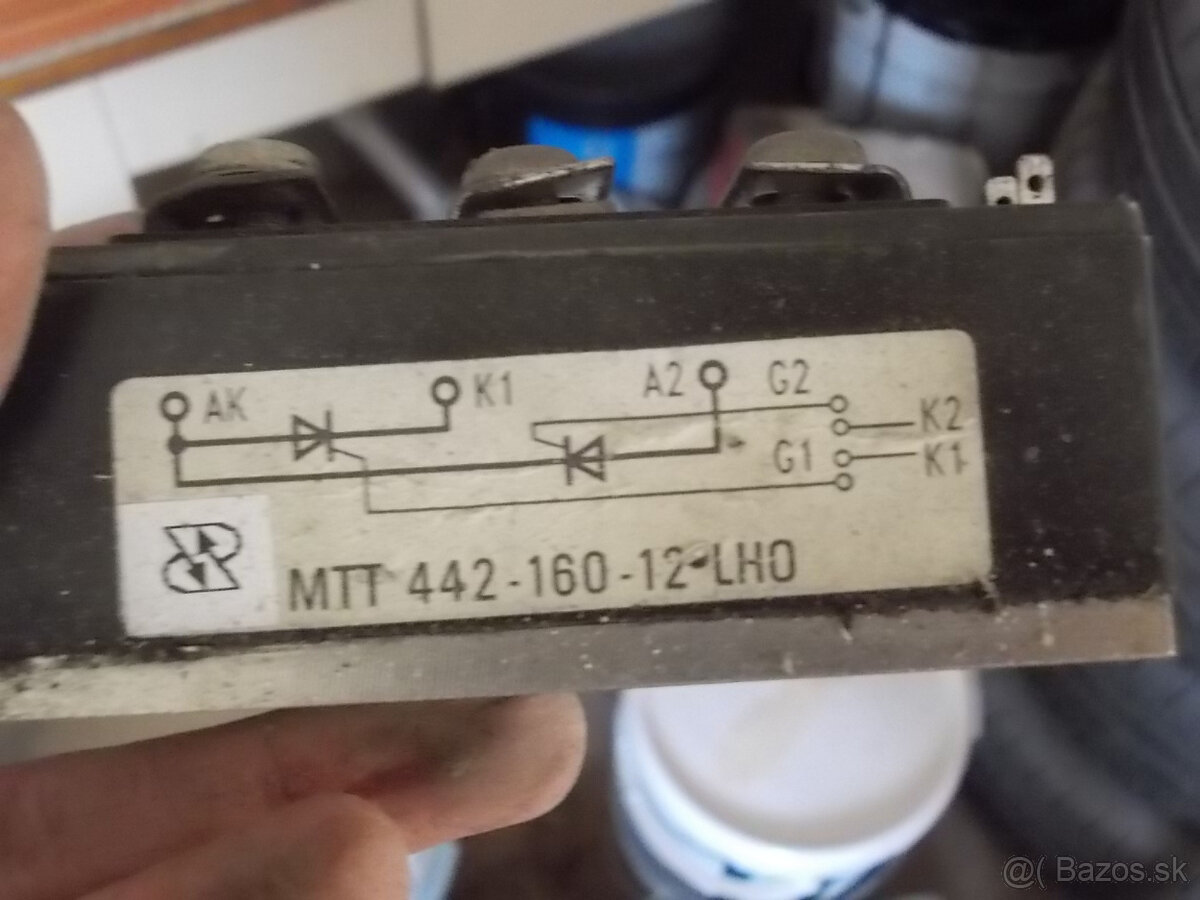 AK K1 A2 G2
K2
G1 K1
MTT 442-160-12-LHO
@( Bazos.sk